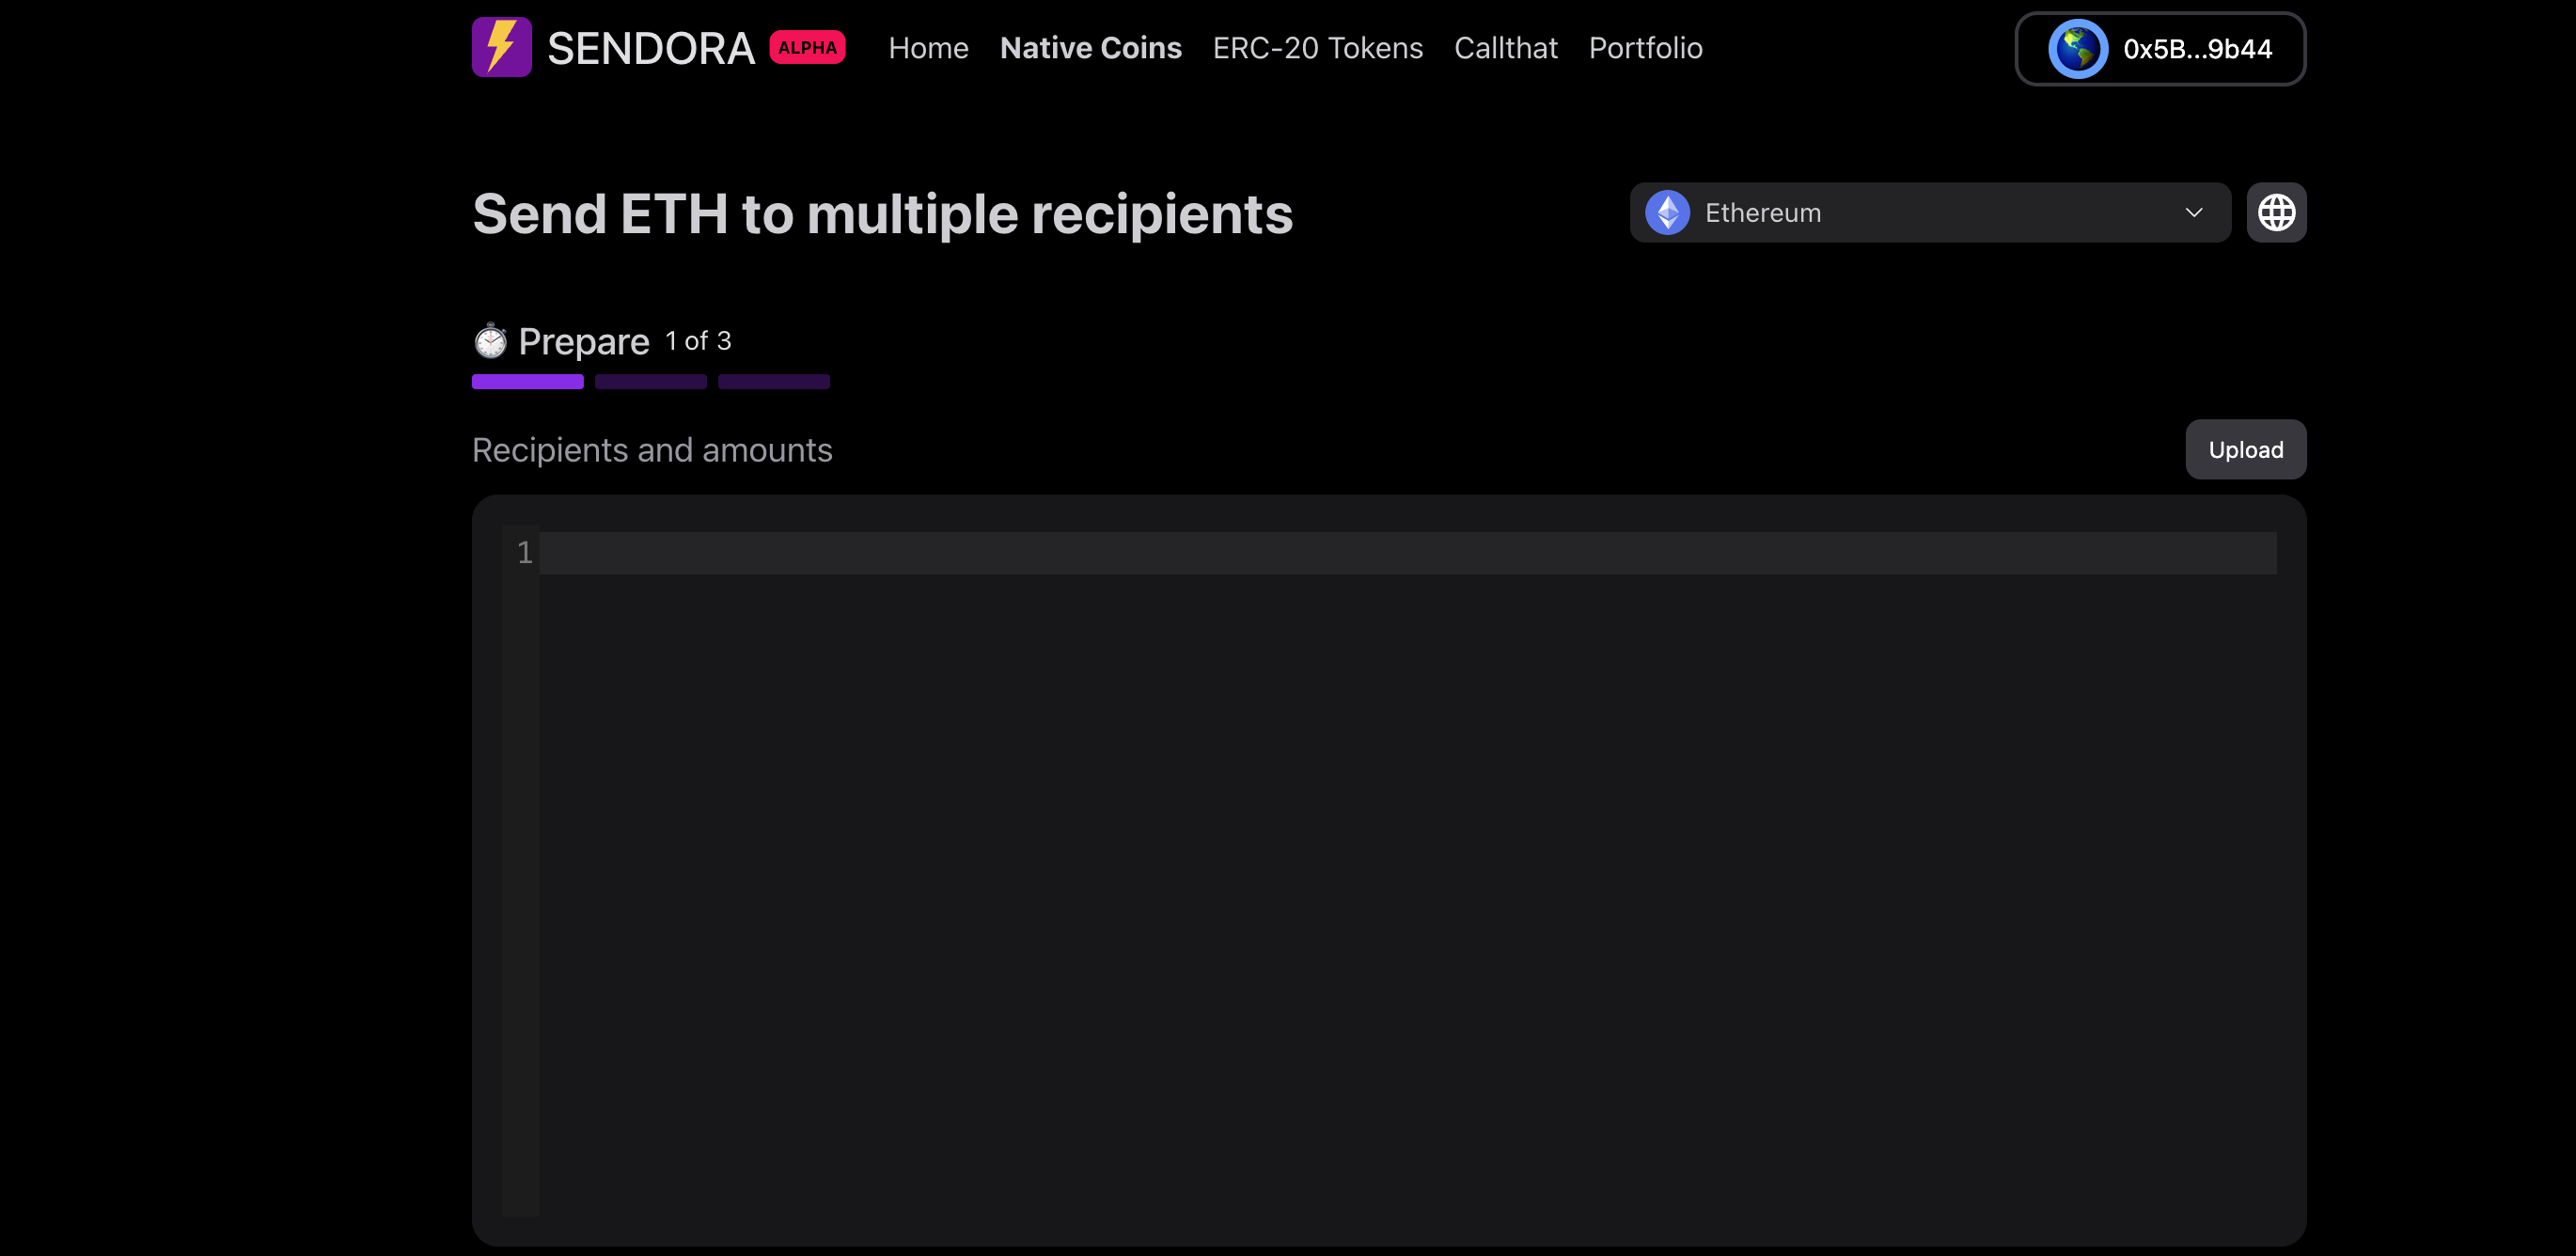 SENDORA ALPHA Home Native Coins ERC-20 Tokens Callthat Portfolio 0x5B...9b44
Send ETH to multiple recipients Ethereum
Prepare 1 of 3
Recipients and amounts Upload
1